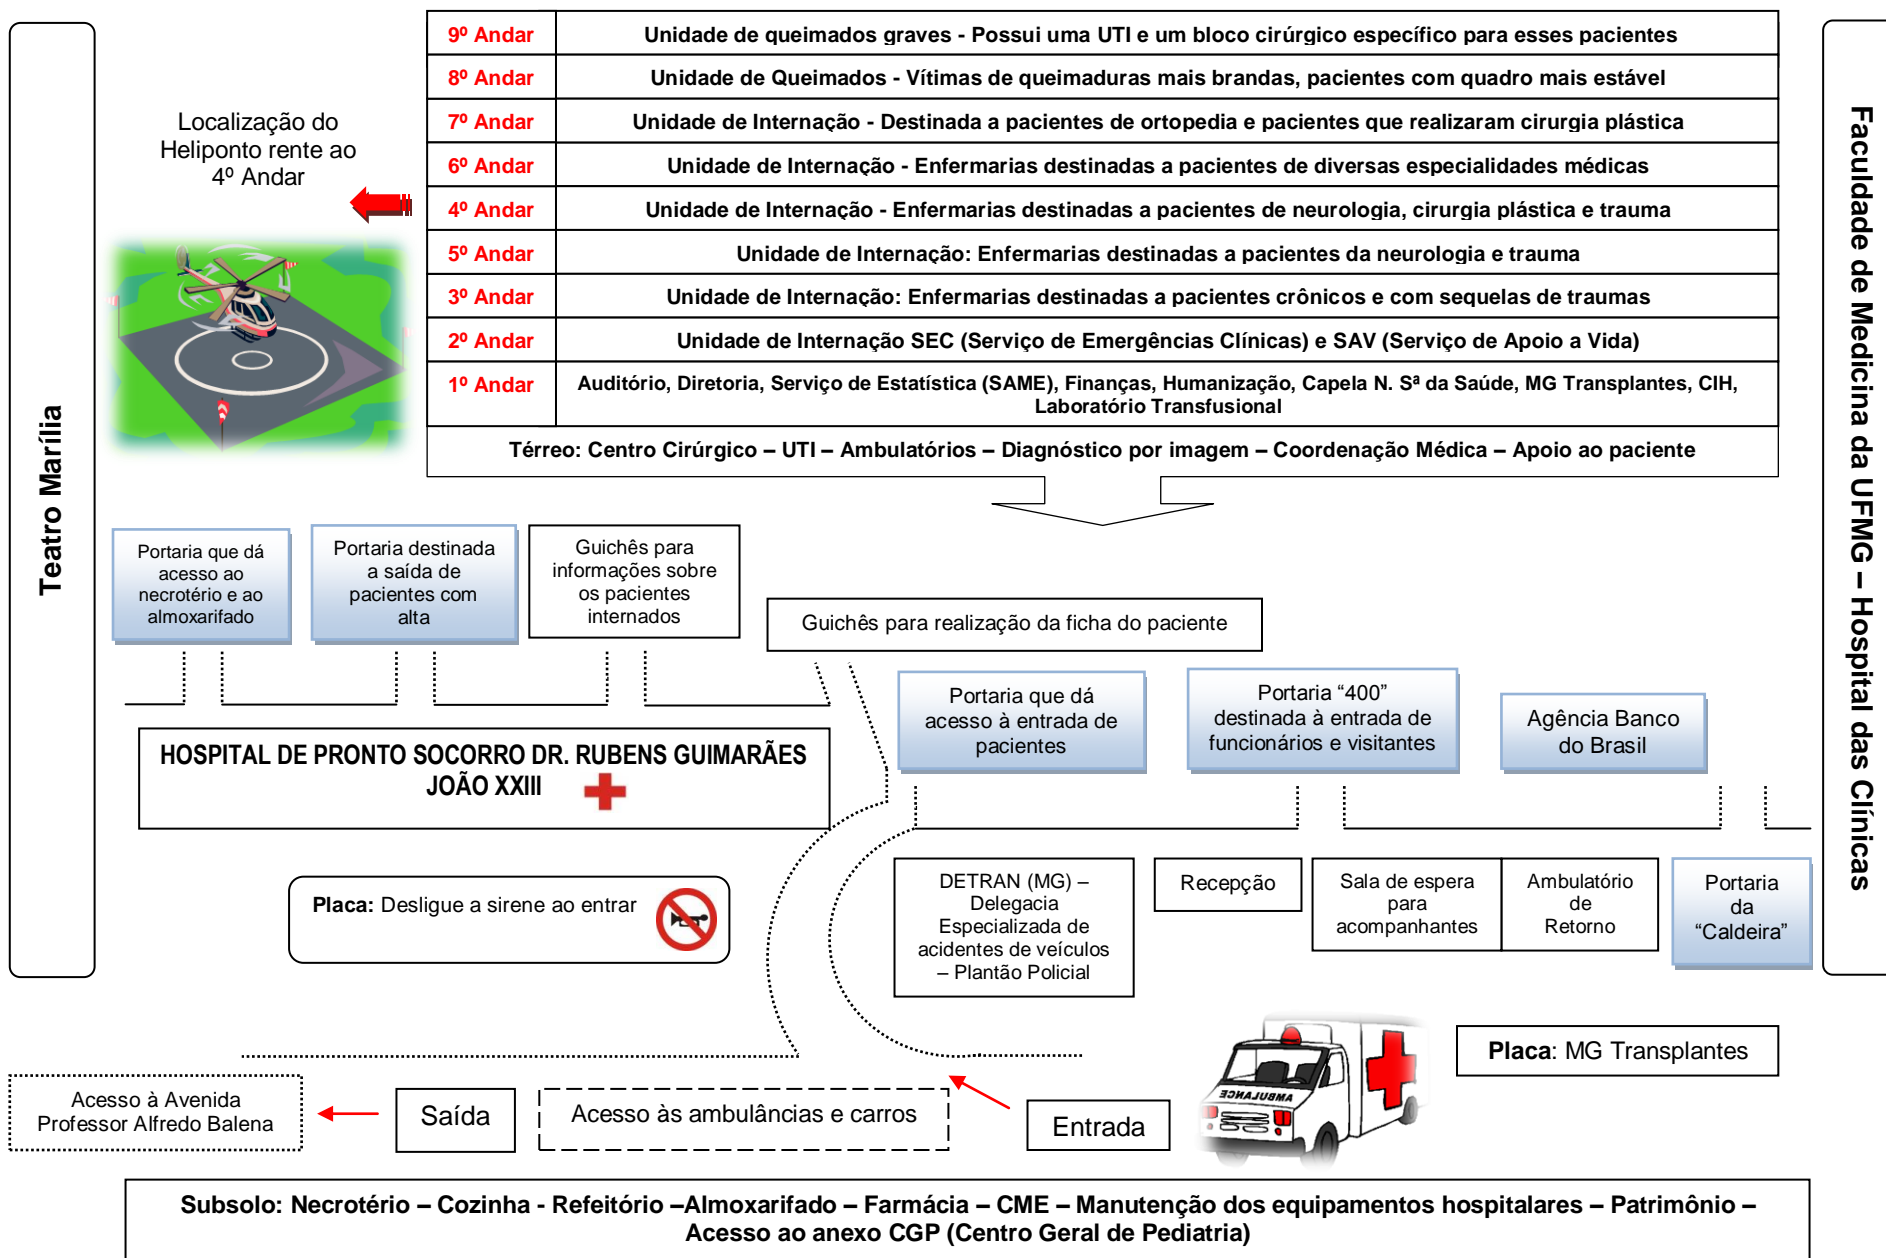 Teatro Marília
Localização do
Heliponto rente ao
4º Andar
9º Andar Unidade de queimados graves - Possui uma UTI e um bloco cirúrgico específico para esses pacientes
8º Andar Unidade de Queimados - Vítimas de queimaduras mais brandas, pacientes com quadro mais estável
7º Andar Unidade de Internação - Destinada a pacientes de ortopedia e pacientes que realizaram cirurgia plástica
6º Andar Unidade de Internação - Enfermarias destinadas a pacientes de diversas especialidades médicas
4º Andar Unidade de Internação - Enfermarias destinadas a pacientes de neurologia, cirurgia plástica e trauma
5º Andar Unidade de Internação: Enfermarias destinadas a pacientes da neurologia e trauma
3º Andar Unidade de Internação: Enfermarias destinadas a pacientes crônicos e com sequelas de traumas
2º Andar Unidade de Internação SEC (Serviço de Emergências Clínicas) e SAV (Serviço de Apoio a Vida)
1º Andar Auditório, Diretoria, Serviço de Estatística (SAME), Finanças, Humanização, Capela N. Sª da Saúde, MG Transplantes, CIH,
Laboratório Transfusional
Térreo: Centro Cirúrgico – UTI – Ambulatórios – Diagnóstico por imagem – Coordenação Médica – Apoio ao paciente
Faculdade de Medicina da UFMG – Hospital das Clínicas
Portaria que dá
acesso ao
necrotério e ao
almoxarifado
Portaria destinada
a saída de
pacientes com
alta
Guichês para
informações sobre
os pacientes
internados
Guichês para realização da ficha do paciente
Portaria que dá
acesso à entrada de
pacientes
Portaria “400”
destinada à entrada de
funcionários e visitantes
Agência Banco
do Brasil
HOSPITAL DE PRONTO SOCORRO DR. RUBENS GUIMARÃES
JOÃO XXIII
Placa: Desligue a sirene ao entrar
DETRAN (MG) –
Delegacia
Especializada de
acidentes de veículos
– Plantão Policial
Recepção
Sala de espera
para
acompanhantes
Ambulatório
de
Retorno
Portaria
da
“Caldeira”
Placa: MG Transplantes
AMBULANCE
Acesso à Avenida
Professor Alfredo Balena
Saída
Acesso às ambulâncias e carros
Entrada
Subsolo: Necrotério – Cozinha - Refeitório –Almoxarifado – Farmácia – CME – Manutenção dos equipamentos hospitalares – Patrimônio –
Acesso ao anexo CGP (Centro Geral de Pediatria)